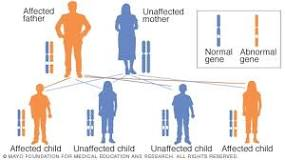 Affected
father
Unaffected
mother
Normal
gene
Abnormal
gene
Affected child
Unaffected child
Unaffected child
Affected child
© MAYO FOUNDATION FOR MEDICAL EDUCATION AND RESEARCH. ALL RIGHTS RESERVED.